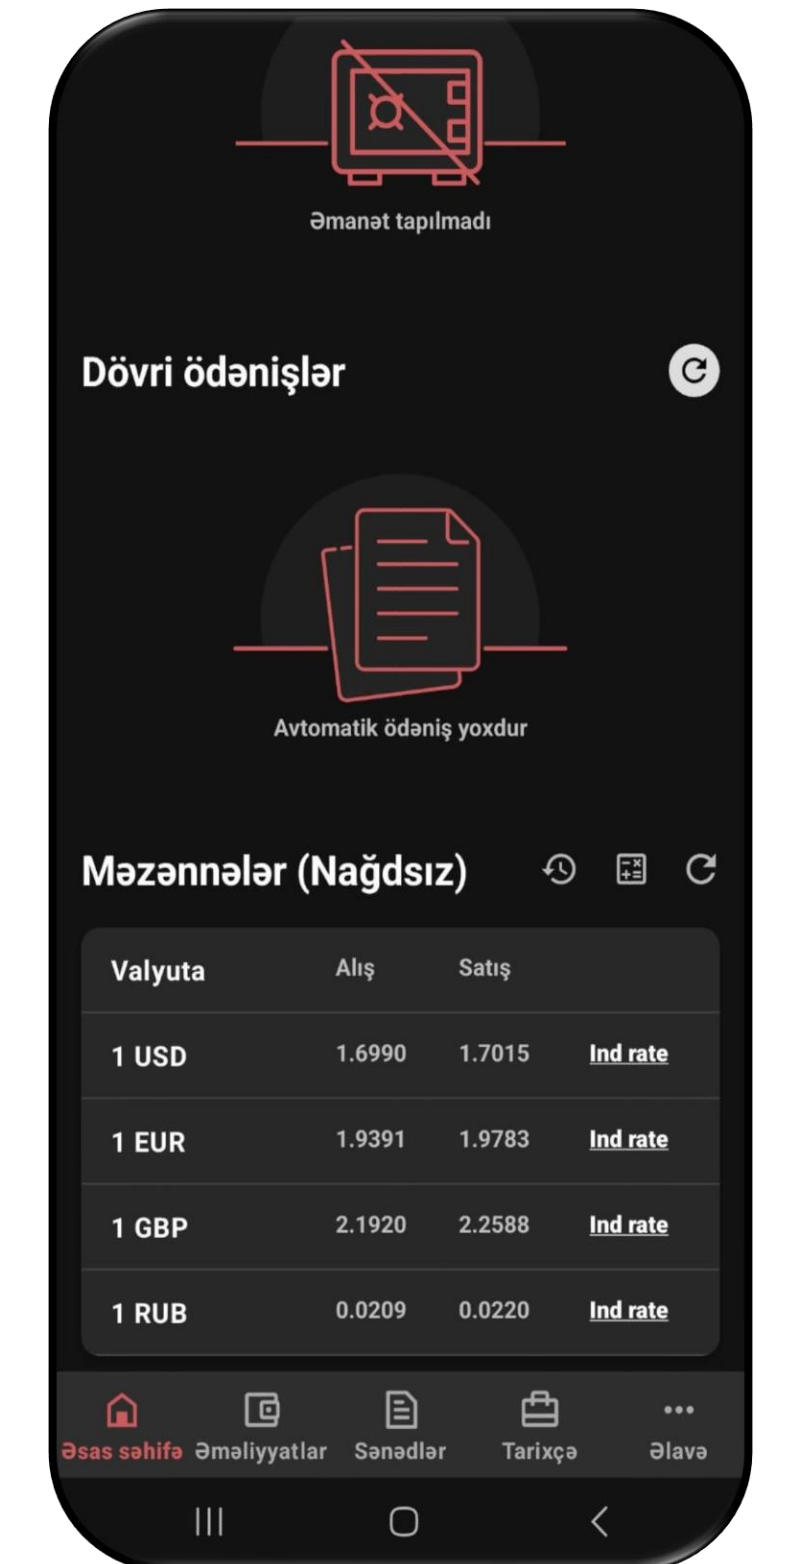 Əmanət tapılmadı
Dövri ödənişlər
Avtomatik ödəniş yoxdur
Məzənnələr (Nağdsız)
Valyuta Alış Satış
1 USD 1.6990 1.7015 Ind rate
1 EUR 1.9391 1.9783 Ind rate
1 GBP 2.1920 2.2588 Ind rate
1 RUB 0.0209 0.0220 Ind rate
Əsas səhifə Əməliyyatlar Sənədlər Tarixçə Əlavə